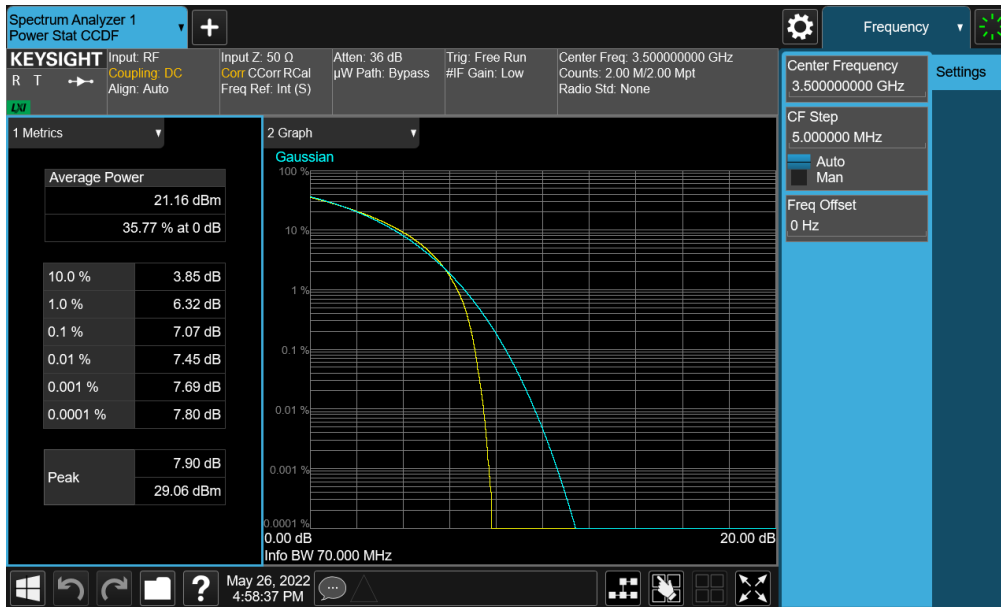 Spectrum Analyzer 1
Power Stat CCDF
Frequency
KEYSIGHT
R T
LXI
Input: RF
Coupling: DC
Align: Auto
Input Z: 50 Ω
Corr CCorr RCal
Freq Ref: Int (S)
Atten: 36 dB
µW Path: Bypass
Trig: Free Run
#IF Gain: Low
Center Freq: 3.500000000 GHz
Counts: 2.00 M/2.00 Mpt
Radio Std: None
Center Frequency
3.500000000 GHz
Settings
CF Step
5.000000 MHz
Auto
Man
Freq Offset
0 Hz
1 Metrics
Average Power
21.16 dBm
35.77 % at 0 dB
10.0 % 3.85 dB
1.0 % 6.32 dB
0.1 % 7.07 dB
0.01 % 7.45 dB
0.001 % 7.69 dB
0.0001 % 7.80 dB
Peak
7.90 dB
29.06 dBm
2 Graph
Gaussian
100 %
10 %
1 %
0.1 %
0.01 %
0.001 %
0.0001 %
0.00 dB 20.00 dB
Info BW 70.000 MHz
?
May 26, 2022
4:58:37 PM